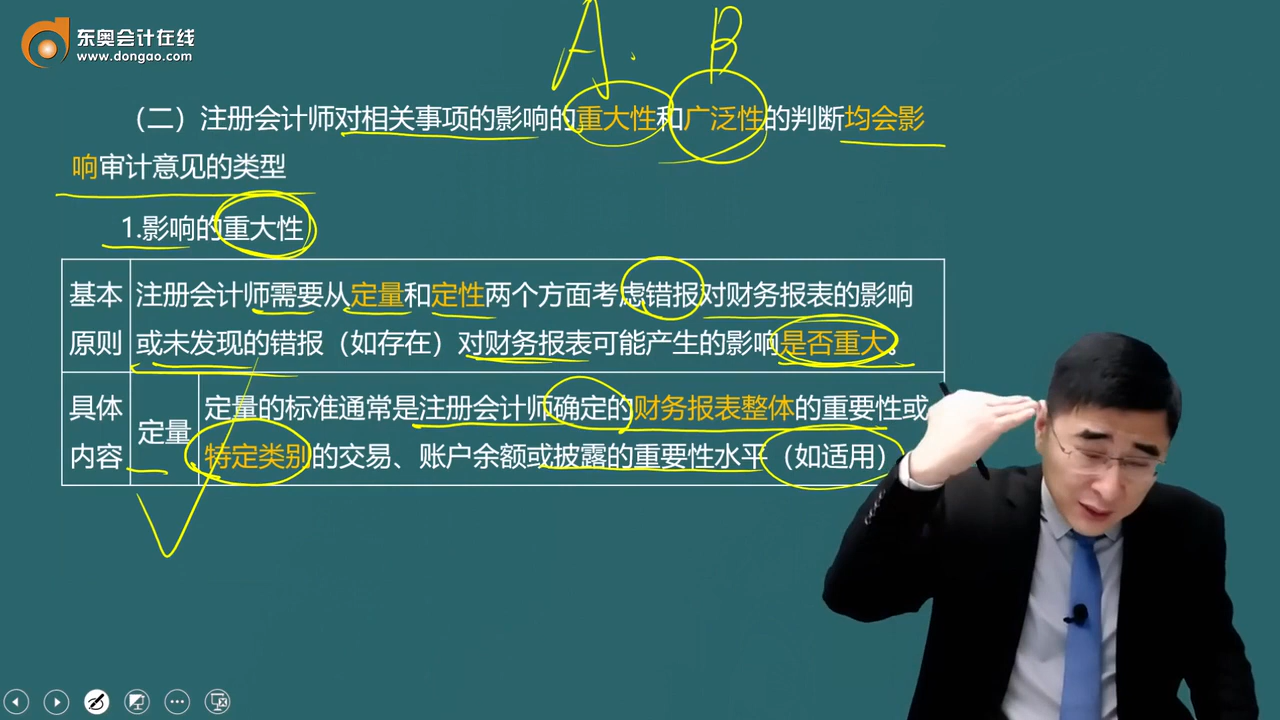 东奥会计在线
www.dongao.com
A. B
（二）注册会计师对相关事项的影响的重大性和广泛性的判断均会影
响审计意见的类型
1.影响的重大性
基本
原则
注册会计师需要从定量和定性两个方面考虑错报对财务报表的影响
或未发现的错报（如存在）对财务报表可能产生的影响是否重大。
具体
内容
定量
定量的标准通常是注册会计师确定的财务报表整体的重要性或
特定类别的交易、账户余额或披露的重要性水平（如适用）